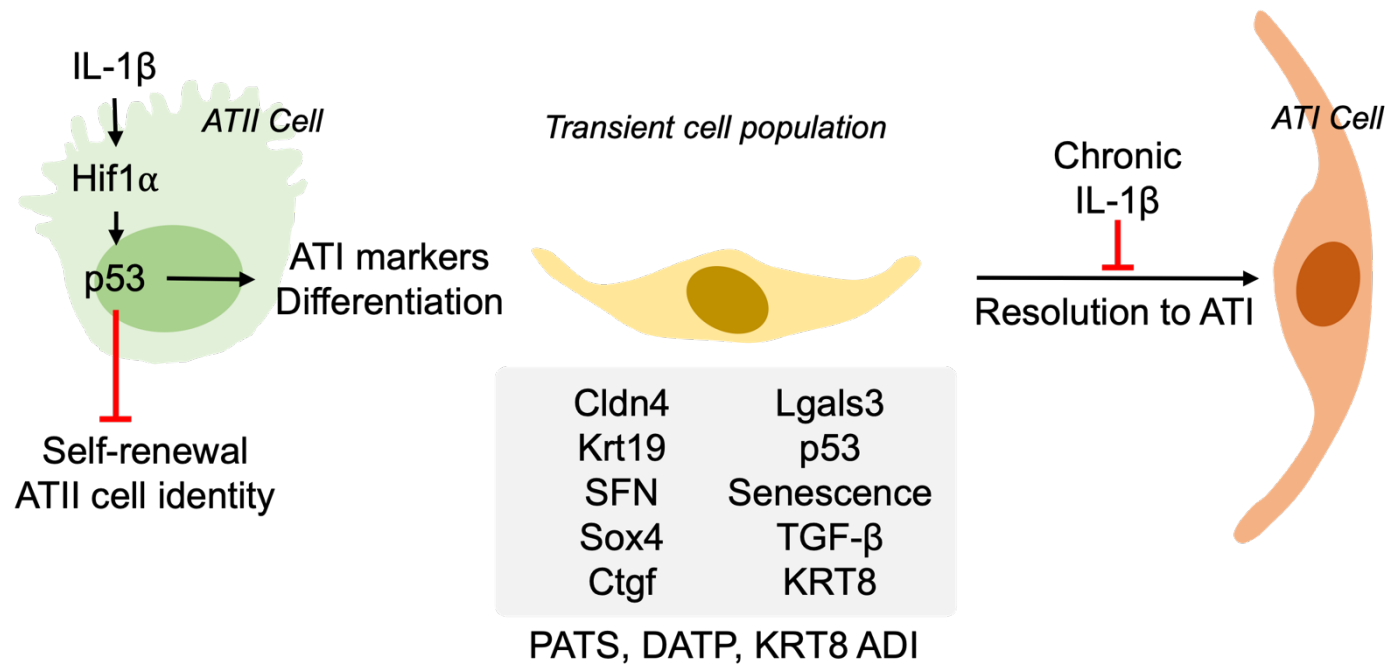 IL-1β
ATII Cell
Hif1α
p53
ATI markers
Differentiation
Self-renewal
ATII cell identity
Transient cell population
Cldn4 Lgals3
Krt19 p53
SFN Senescence
Sox4 TGF-β
Ctgf KRT8
PATS, DATP, KRT8 ADI
Chronic
IL-1β
Resolution to ATI
ATI Cell